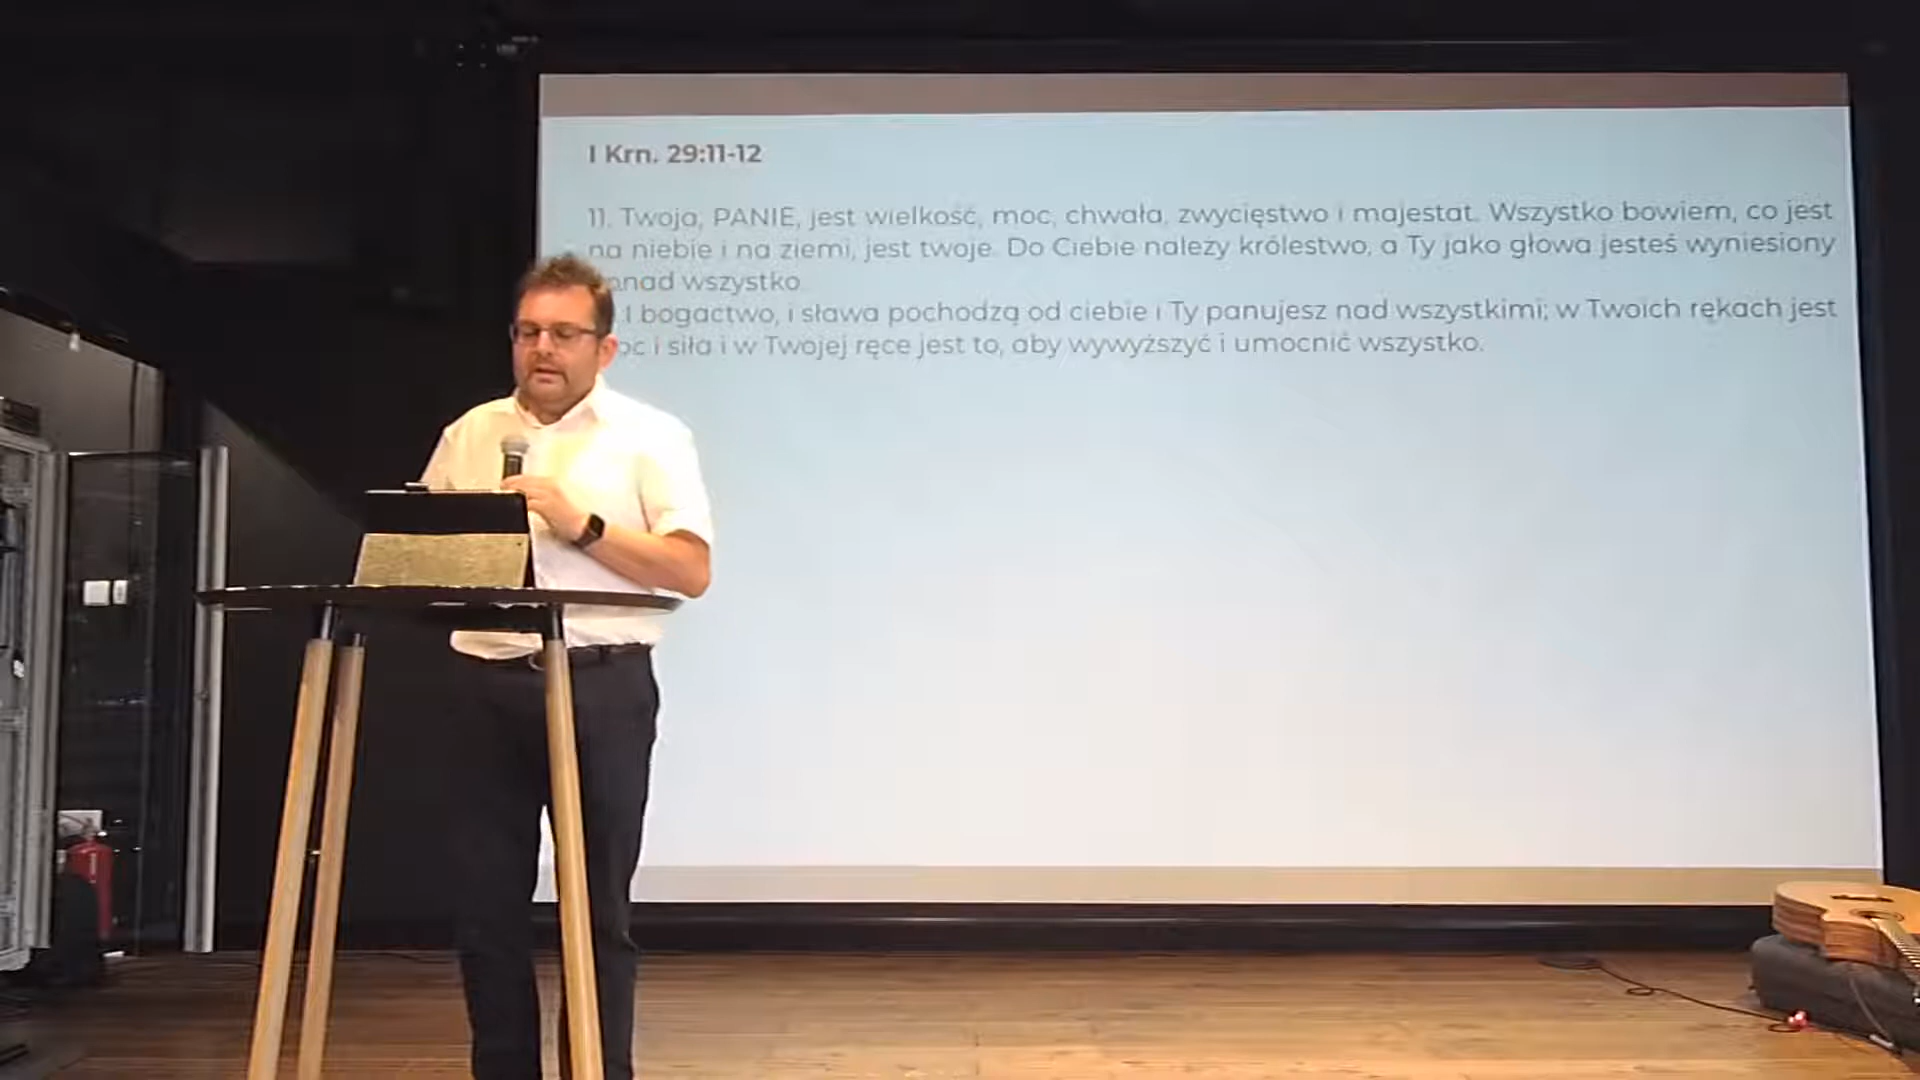 I Krn. 29:11-12
11. Twoja, PANIE, jest wielkość, moc, chwała, zwycięstwo i majestat. Wszystko bowiem, co jest
na niebie i na ziemi, jest twoje. Do Ciebie należy królestwo, a Ty jako głowa jesteś wyniesiony
nad wszystko.
I bogactwo, i sława pochodzą od ciebie i Ty panujesz nad wszystkimi; w Twoich rękach jest
i siła i w Twojej ręce jest to, aby wywyższyć i umocnić wszystko.